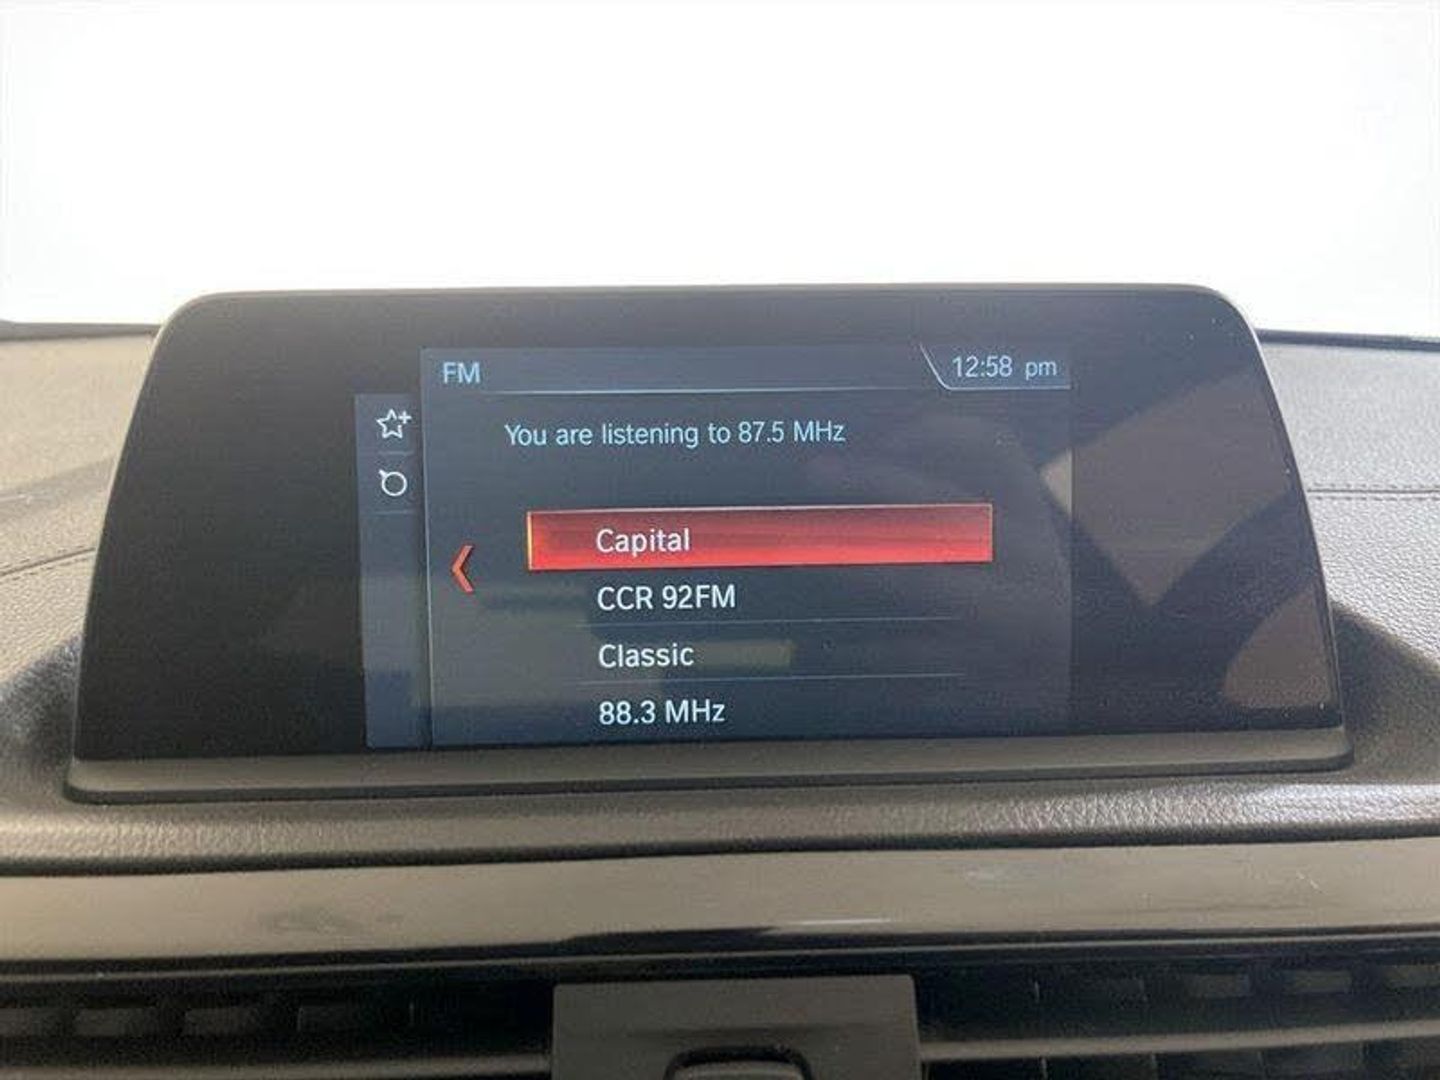 FM
12:58 pm
You are listening to 87.5 MHz
Capital
CCR 92FM
Classic
88.3 MHz